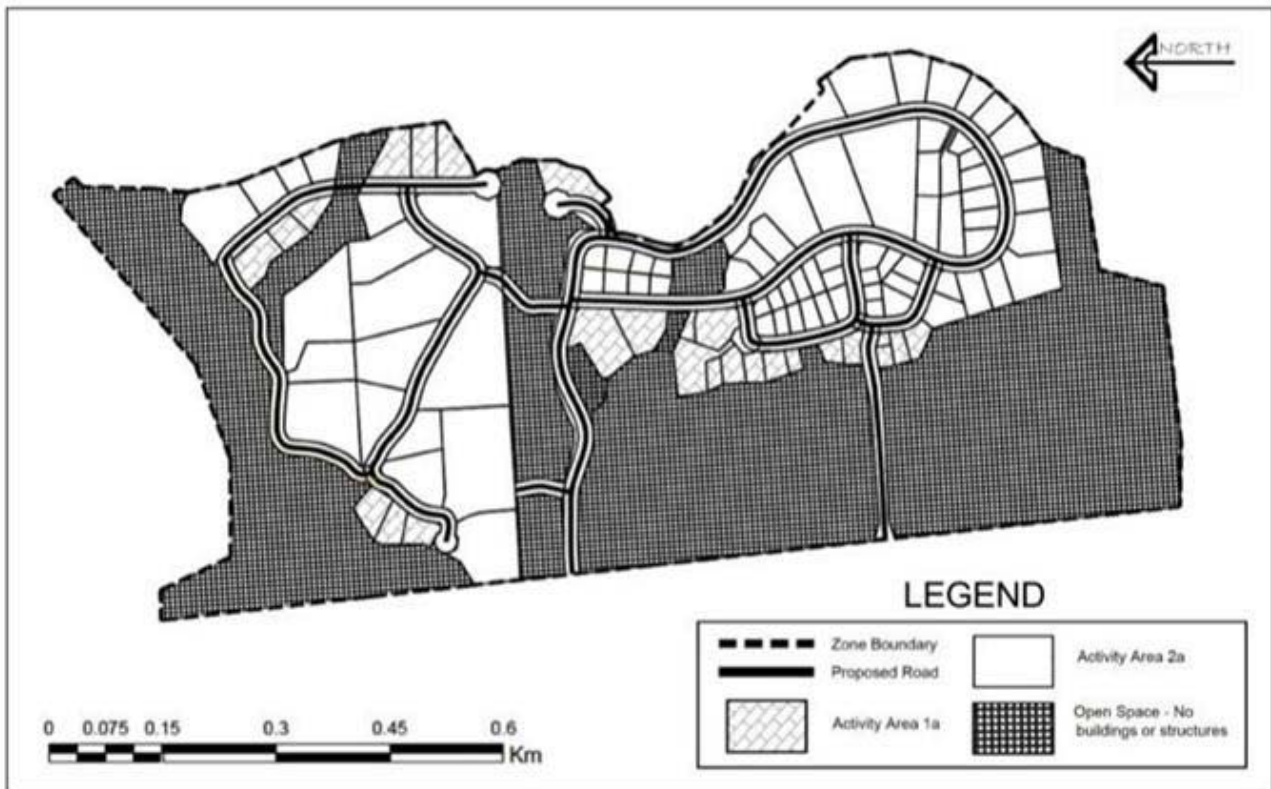 NORTH
LEGEND
Zone Boundary
Proposed Road
Activity Area 1a
Activity Area 2a
Open Space - No
buildings or structures
0 0.075 0.15 0.3 0.45 0.6
Km